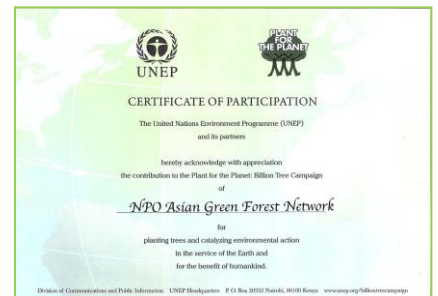 UNEP
PLANT
FOR
THE PLANET
CERTIFICATE OF PARTICIPATION
The United Nations Environment Programme (UNEP)
and its partners
hereby acknowledge with appreciation
the contribution to the Plant for the Planet: Billion Tree Campaign
of
NPO Asian Green Forest Network
for
planting trees and catalyzing environmental action
in the service of the Earth and
for the benefit of humankind.
Division of Communications and Public Information UNEP Headquarters P. O. Box 30552 Nairobi, 00100 Kenya www.unep.org/billiontreecampaign